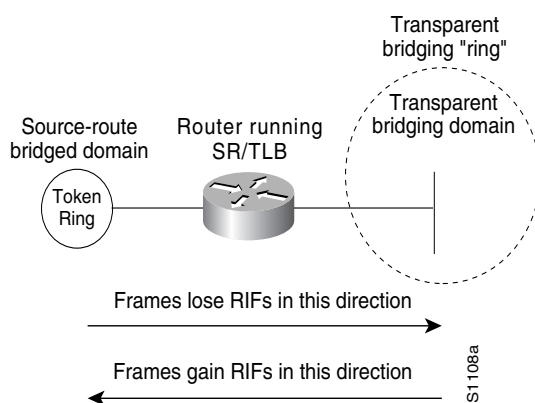 Transparent
bridging "ring"
Transparent
bridging domain
Source-route
bridged domain
Router running
SR/TLB
Token
Ring
Frames lose RIFs in this direction
Frames gain RIFs in this direction
S1108a